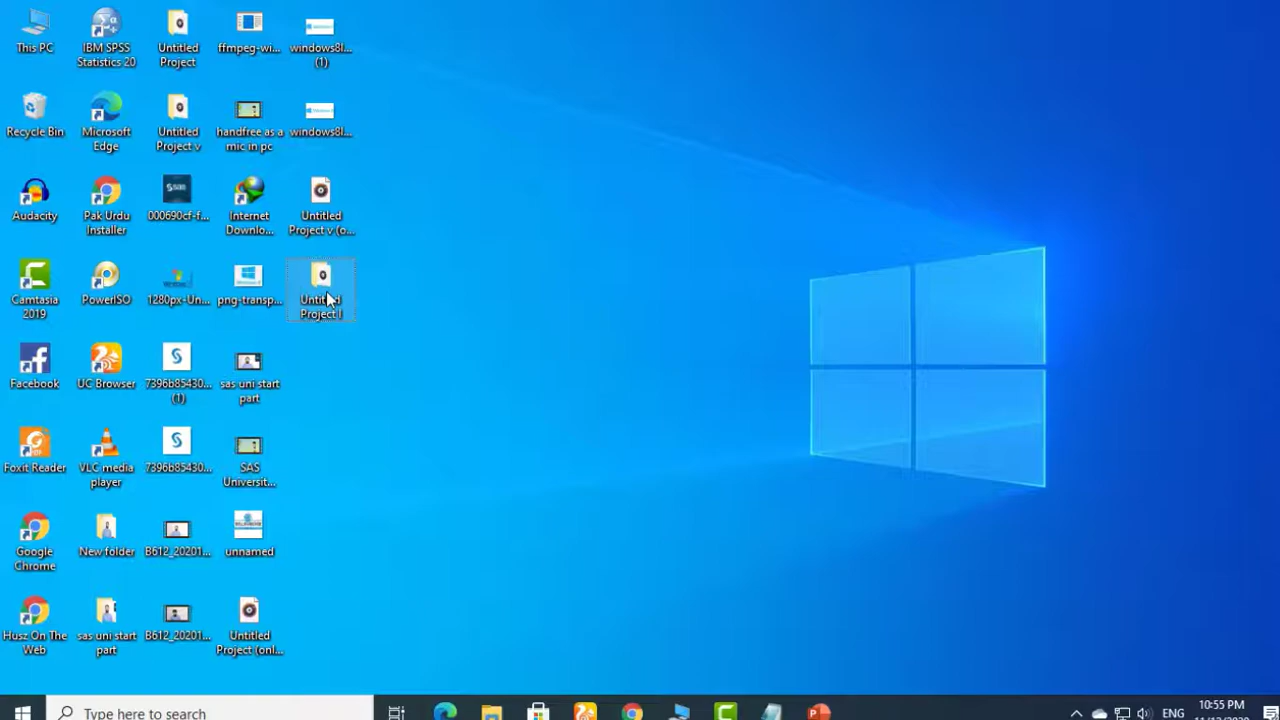 This PC
IBM SPSS
Statistics 20
Untitled
Project
ffmpeg-wi...
windows8l...
(1)
Recycle Bin
Microsoft
Edge
Untitled
Project v
handfree as a
mic in pc
windows8l...
Audacity
Pak Urdu
Installer
sas
000690cf-f...
Internet
Downlo...
Untitled
Project v (o...
Camtasia
2019
PowerISO
1280px-Un...
png-transp...
Untitled
Project l
Facebook
UC Browser
7396b85430...
(1)
sas uni start
part
Foxit Reader
VLC media
player
7396b85430...
SAS
Universit...
Google
Chrome
New folder
B612_20201...
unnamed
Husz On The
Web
sas uni start
part
B612_20201...
Untitled
Project (onl...
Type here to search
ENG
10:55 PM